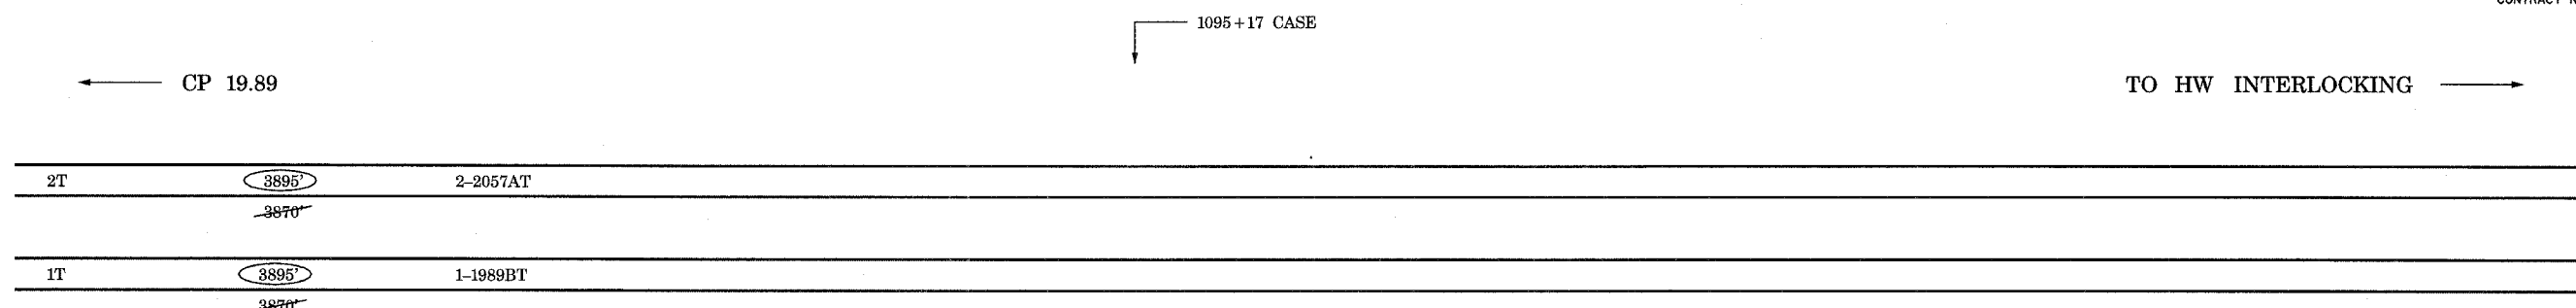 1095+17 CASE
CP 19.89
TO HW INTERLOCKING
2T 3895' 2–2057AT
3870'
1T 3895' 1–1989BT
3870'